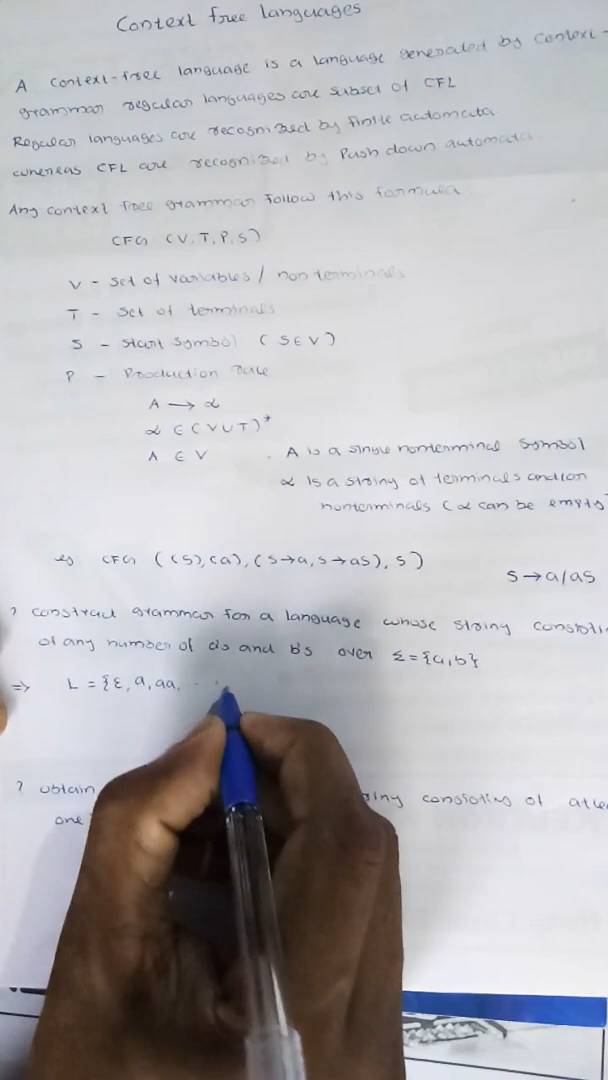 Context free languages
A context-free language is a language generated by context-
grammar regular languages are subset of CFL
Regular languages are recognized by finite automata
whereas CFL are recognized by Push down automata
Any context free grammar follow this formula
CFG (V, T, P, S)
V - set of variables / non terminals
T - set of terminals
S - start symbol (S∈V)
P - Production rule
A → α
α ∈ (V∪T)*
A ∈ V
. A is a single nonterminal symbol
α is a string of terminals and/or
nonterminals (α can be empty
eg: CFG ((S), (a), (S→a, S→aS), S)
S→a/aS
? construct grammar for a language whose string consisti
of any number of a's and b's over Σ={a,b}
⇒ L = {ε, a, aa, - -
? obtain
ring consisting of atle
one